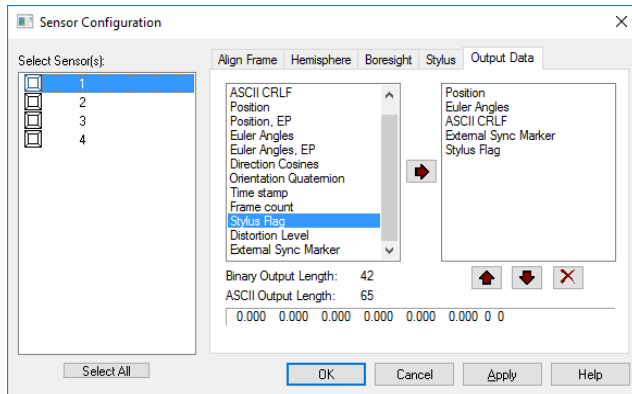 Sensor Configuration
Select Sensor(s):
1
2
3
4
Select All
Align Frame Hemisphere Boresight Stylus Output Data
ASCII CRLF
Position
Position, EP
Euler Angles
Euler Angles, EP
Direction Cosines
Orientation Quaternion
Time stamp
Frame count
Stylus Flag
Distortion Level
External Sync Marker
Position
Euler Angles
ASCII CRLF
External Sync Marker
Stylus Flag
Binary Output Length: 42
ASCII Output Length: 65
0.000 0.000 0.000 0.000 0.000 0.000 0 0
OK Cancel Apply Help